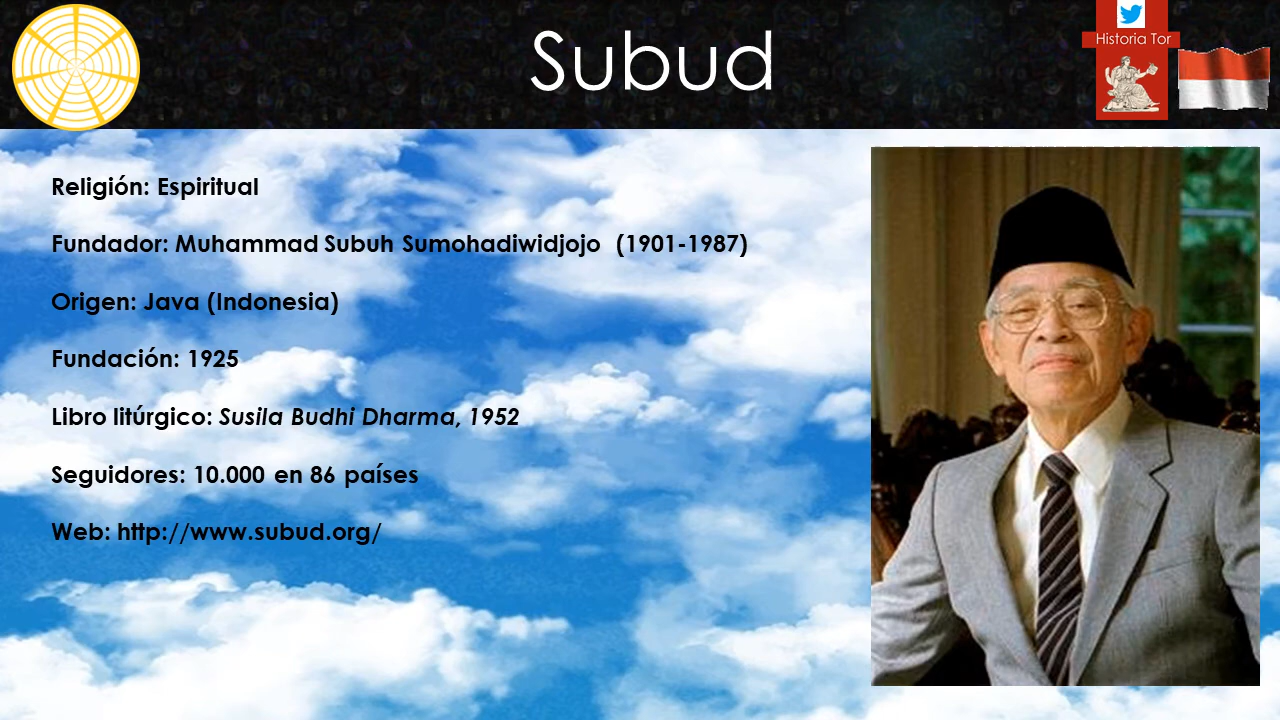 Subud
Historia Tor
Religión: Espiritual
Fundador: Muhammad Subuh Sumohadiwidjojo (1901-1987)
Origen: Java (Indonesia)
Fundación: 1925
Libro litúrgico: Susila Budhi Dharma, 1952
Seguidores: 10.000 en 86 países
Web: http://www.subud.org/